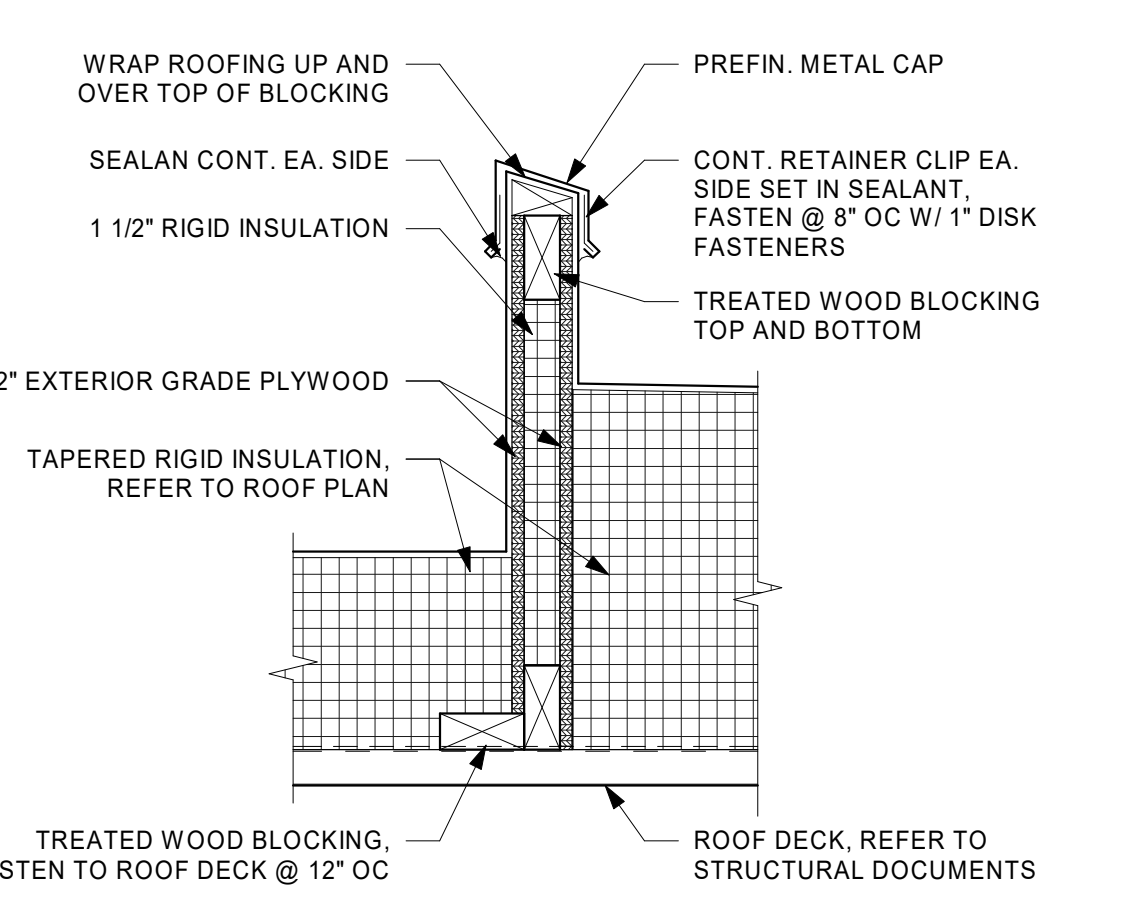 WRAP ROOFING UP AND
OVER TOP OF BLOCKING
SEALAN CONT. EA. SIDE
1 1/2" RIGID INSULATION
2" EXTERIOR GRADE PLYWOOD
TAPERED RIGID INSULATION,
REFER TO ROOF PLAN
TREATED WOOD BLOCKING,
STEN TO ROOF DECK @ 12" OC
PREFIN. METAL CAP
CONT. RETAINER CLIP EA.
SIDE SET IN SEALANT,
FASTEN @ 8" OC W/ 1" DISK
FASTENERS
TREATED WOOD BLOCKING
TOP AND BOTTOM
ROOF DECK, REFER TO
STRUCTURAL DOCUMENTS